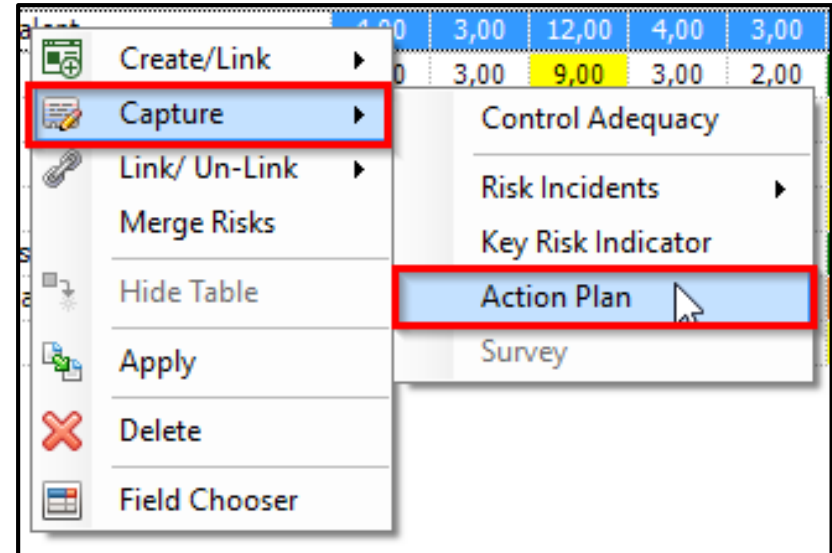 3,00 12,00 4,00 3,00
3,00 9,00 3,00 2,00
Create/Link
Capture
Link/ Un-Link
Merge Risks
Hide Table
Apply
Delete
Field Chooser
Control Adequacy
Risk Incidents
Key Risk Indicator
Action Plan
Survey